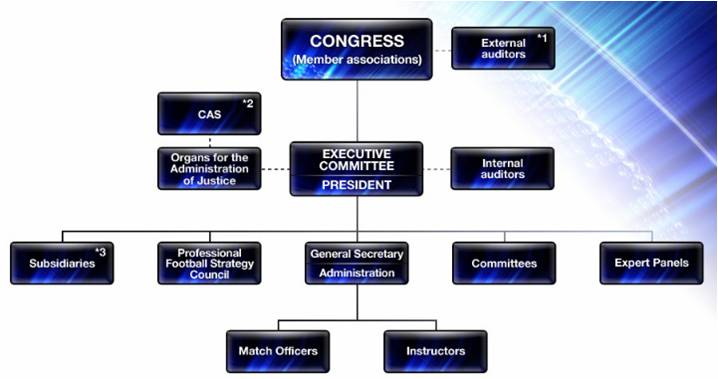 CONGRESS
(Member associations)
External *1
auditors
CAS *2
Organs for the
Administration
of Justice
EXECUTIVE
COMMITTEE
PRESIDENT
Internal
auditors
Subsidiaries *3
Professional
Football Strategy
Council
General Secretary
Administration
Committees
Expert Panels
Match Officers
Instructors